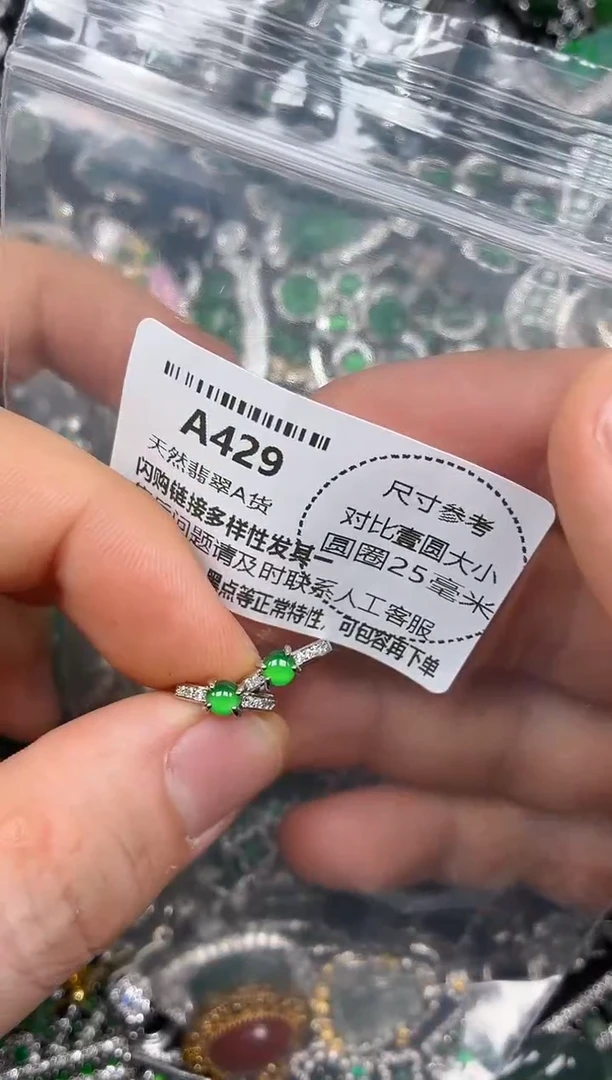 A429
天然翡翠A货
闪购链接多样性发其一
问题请及时联系人工客服
黑点等正常特性，可包容再下单
尺寸参考
对比壹圆大小
圆圈25毫米